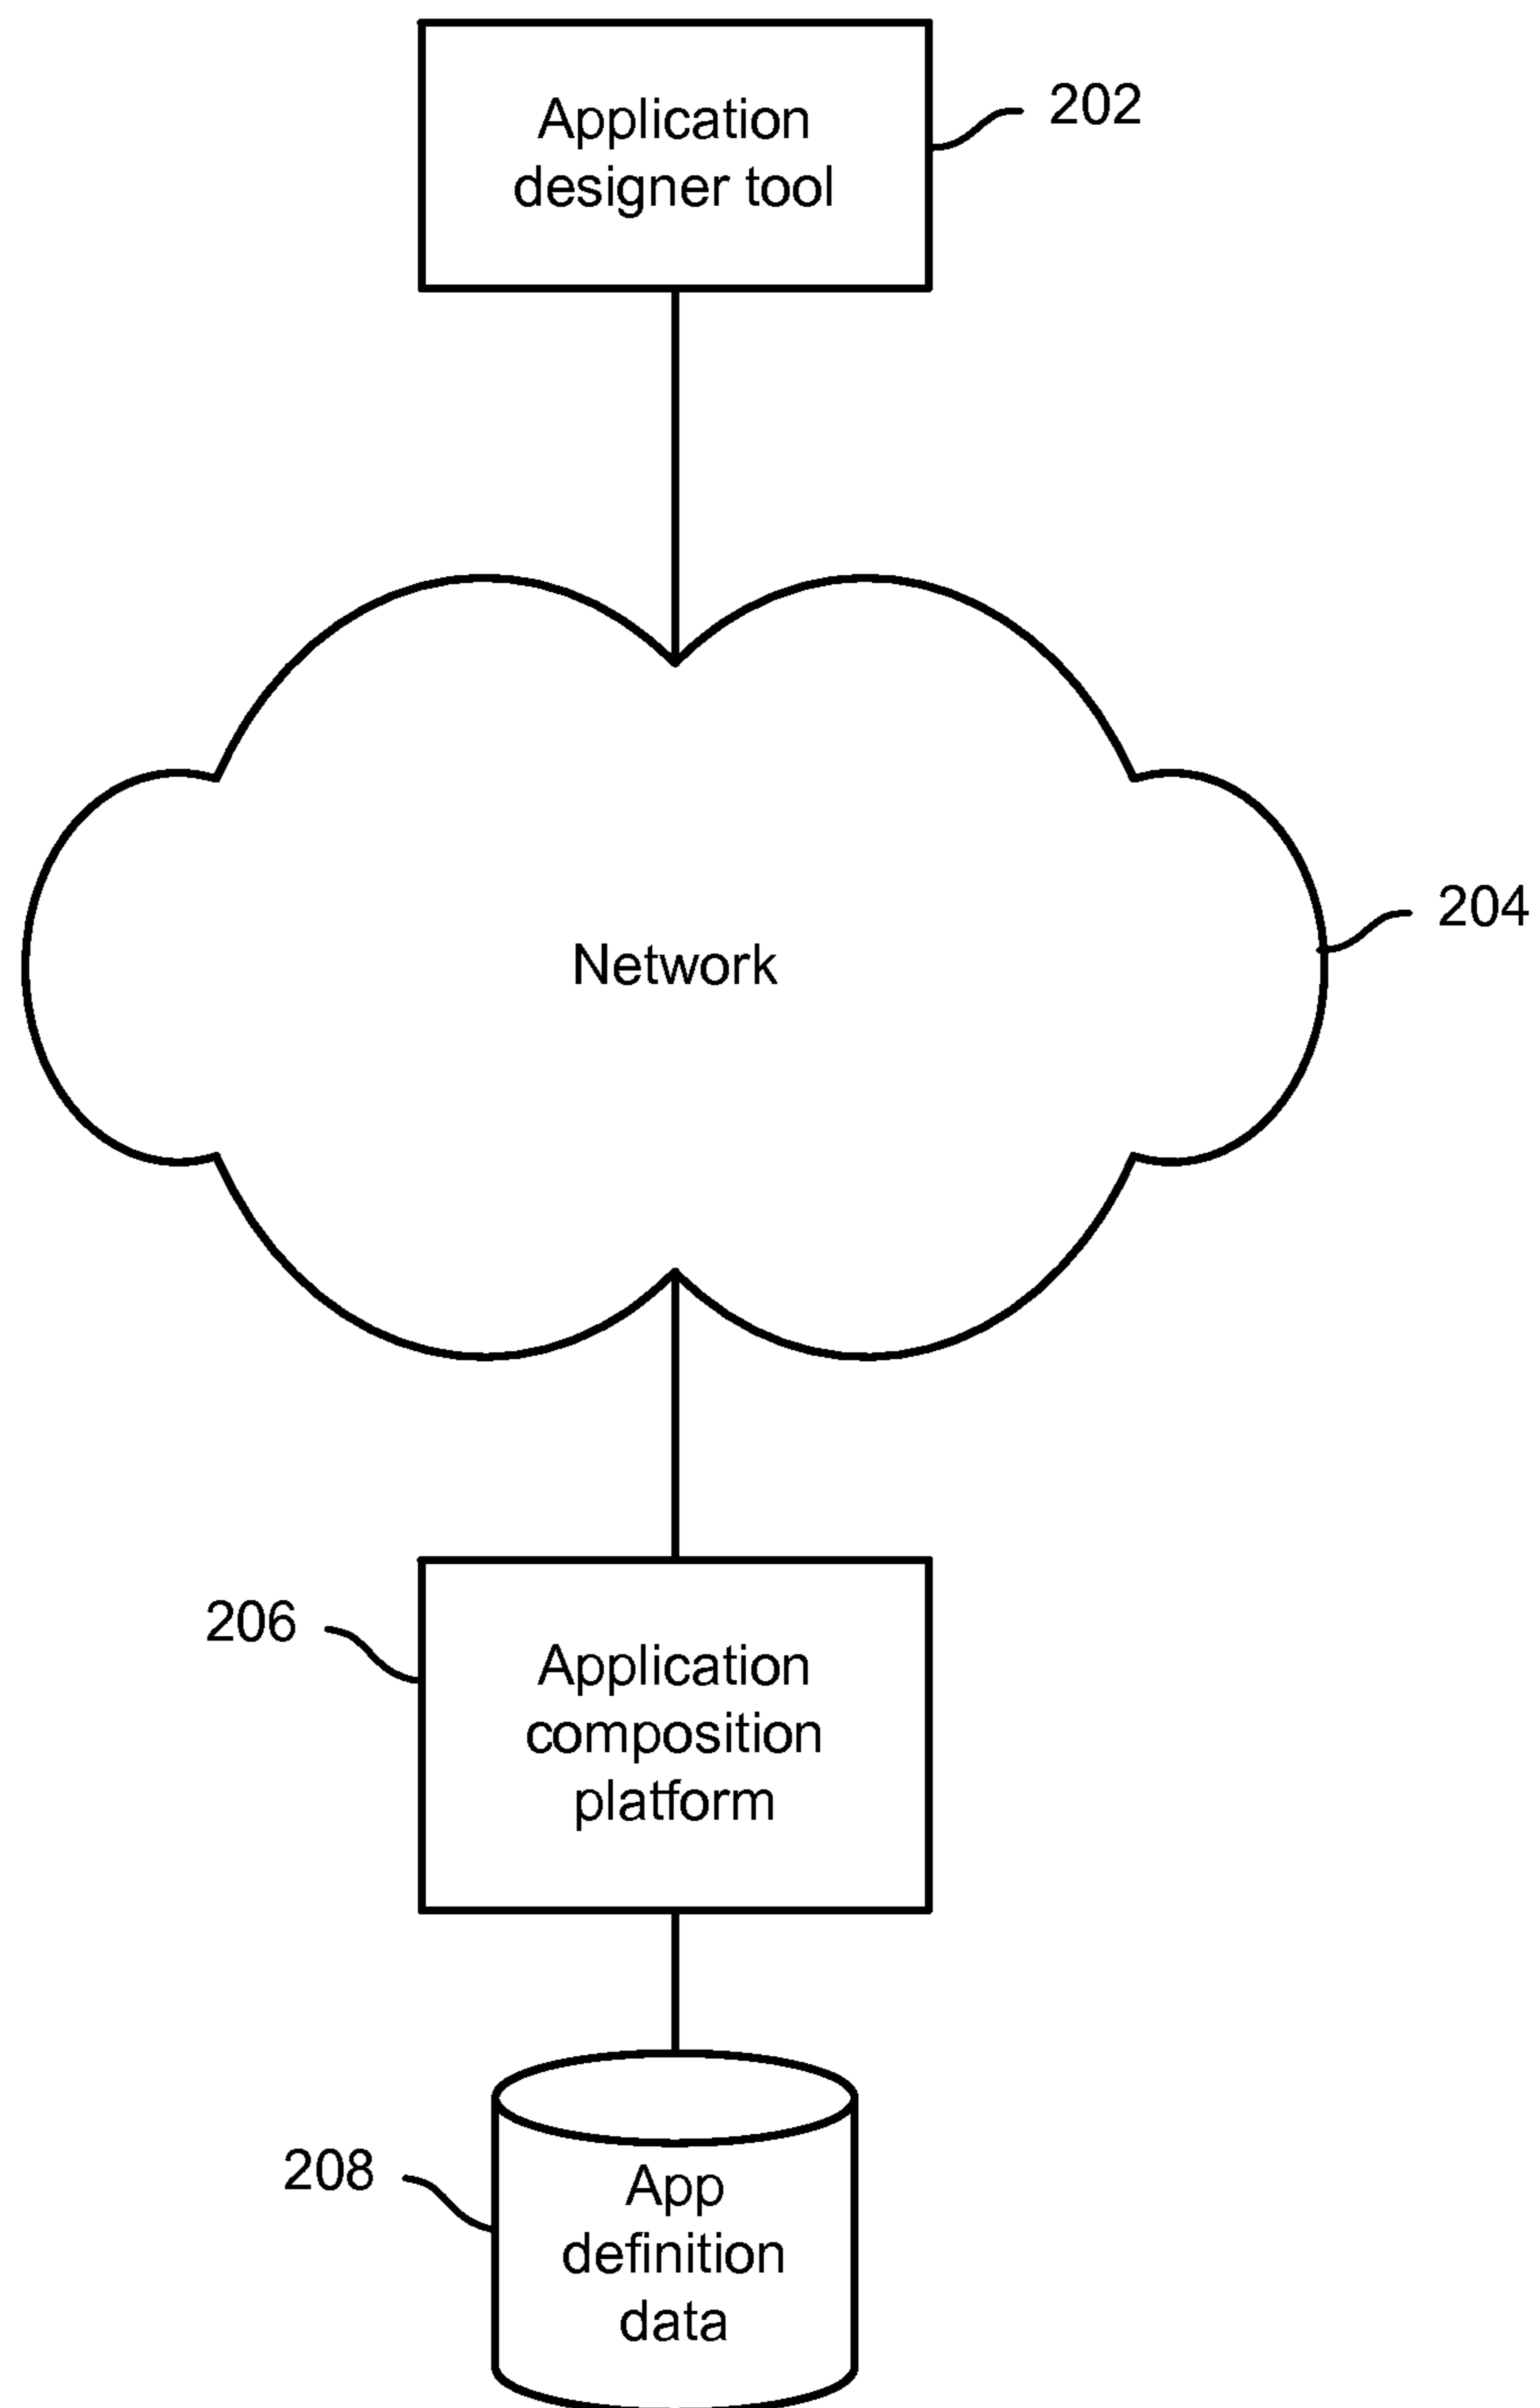 Application
designer tool
202
Network
204
206
Application
composition
platform
208
App
definition
data